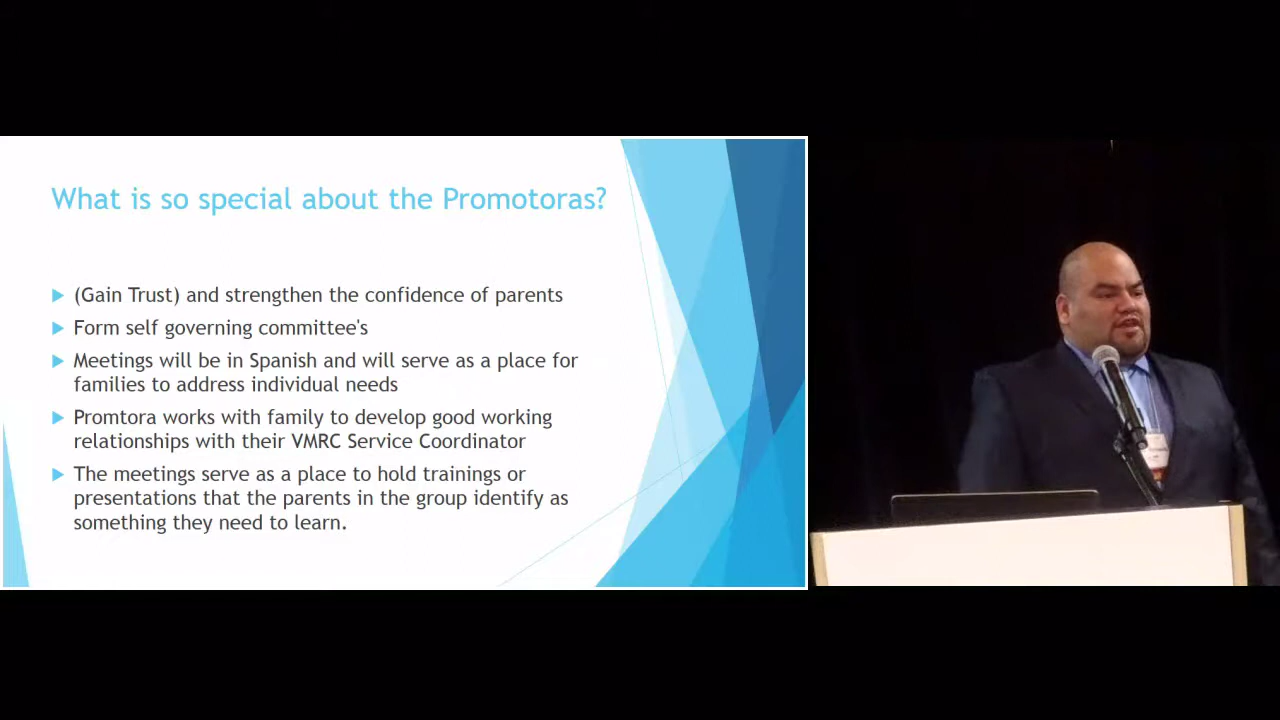 What is so special about the Promotoras?
(Gain Trust) and strengthen the confidence of parents
Form self governing committee's
Meetings will be in Spanish and will serve as a place for
families to address individual needs
Promtora works with family to develop good working
relationships with their VMRC Service Coordinator
The meetings serve as a place to hold trainings or
presentations that the parents in the group identify as
something they need to learn.